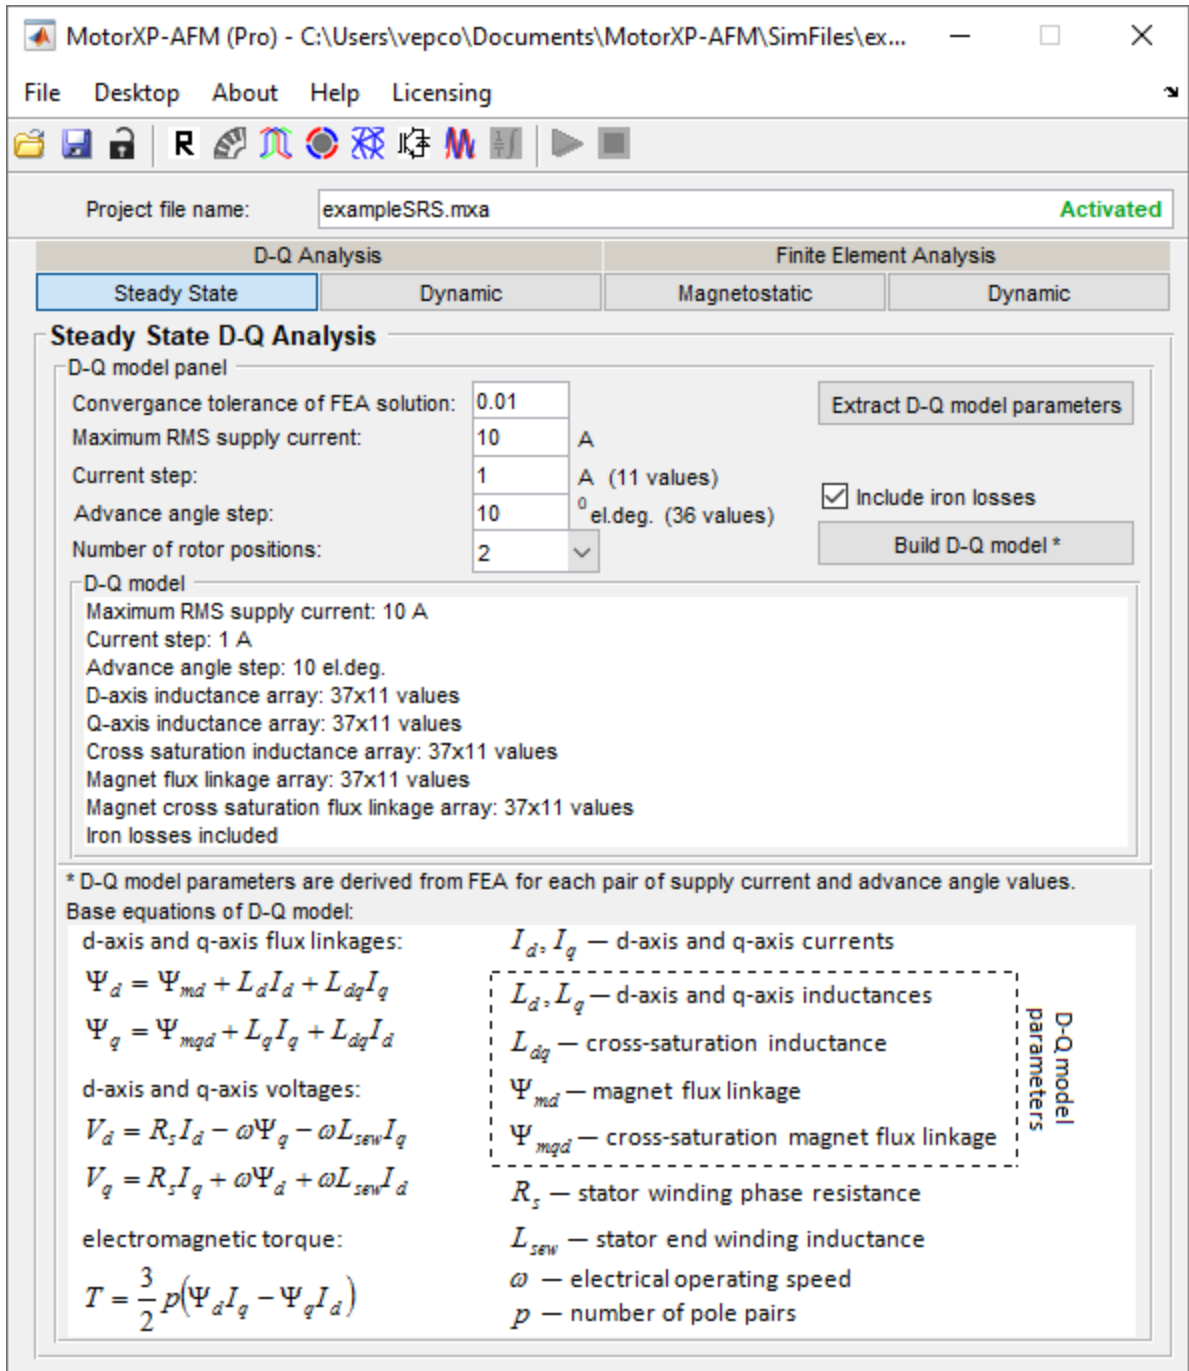 MotorXP-AFM (Pro) - C:\Users\vepco\Documents\MotorXP-AFM\SimFiles\ex...
File Desktop About Help Licensing
R
Project file name: exampleSRS.mxa Activated
D-Q Analysis Finite Element Analysis
Steady State Dynamic Magnetostatic Dynamic
Steady State D-Q Analysis
D-Q model panel
Convergance tolerance of FEA solution: 0.01 Extract D-Q model parameters
Maximum RMS supply current: 10 A
Current step: 1 A (11 values)
Include iron losses
Advance angle step: 10 ⁰el.deg. (36 values)
Number of rotor positions: 2 Build D-Q model *
D-Q model
Maximum RMS supply current: 10 A
Current step: 1 A
Advance angle step: 10 el.deg.
D-axis inductance array: 37x11 values
Q-axis inductance array: 37x11 values
Cross saturation inductance array: 37x11 values
Magnet flux linkage array: 37x11 values
Magnet cross saturation flux linkage array: 37x11 values
Iron losses included
* D-Q model parameters are derived from FEA for each pair of supply current and advance angle values.
Base equations of D-Q model:
d-axis and q-axis flux linkages:
Ψ_d = Ψ_md + L_d I_d + L_dq I_q
Ψ_q = Ψ_mqd + L_q I_q + L_dq I_d
d-axis and q-axis voltages:
V_d = R_s I_d − ωΨ_q − ωL_sew I_q
V_q = R_s I_q + ωΨ_d + ωL_sew I_d
electromagnetic torque:
T = 3/2 p(Ψ_d I_q − Ψ_q I_d)
I_d, I_q — d-axis and q-axis currents
L_d, L_q — d-axis and q-axis inductances
L_dq — cross-saturation inductance
Ψ_md — magnet flux linkage
Ψ_mqd — cross-saturation magnet flux linkage
D-Q model
parameters
R_s — stator winding phase resistance
L_sew — stator end winding inductance
ω — electrical operating speed
p — number of pole pairs